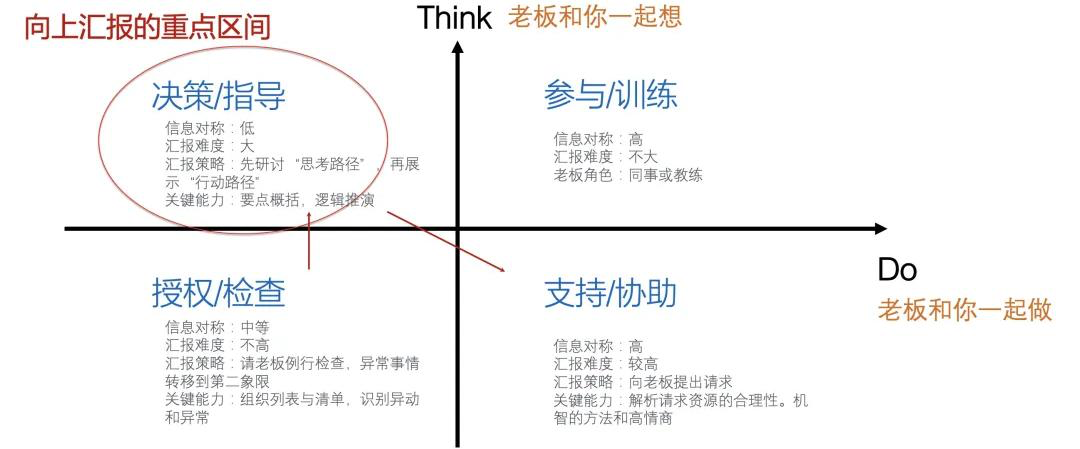 向上汇报的重点区间
Think 老板和你一起想
决策/指导
信息对称：低
汇报难度：大
汇报策略：先研讨“思考路径”，再展
示“行动路径”
关键能力：要点概括，逻辑推演
参与/训练
信息对称：高
汇报难度：不大
老板角色：同事或教练
Do
老板和你一起做
授权/检查
信息对称：中等
汇报难度：不高
汇报策略：请老板例行检查，异常事情
转移到第二象限
关键能力：组织列表与清单，识别异动
和异常
支持/协助
信息对称：高
汇报难度：较高
汇报策略：向老板提出请求
关键能力：解析请求资源的合理性。机
智的方法和高情商